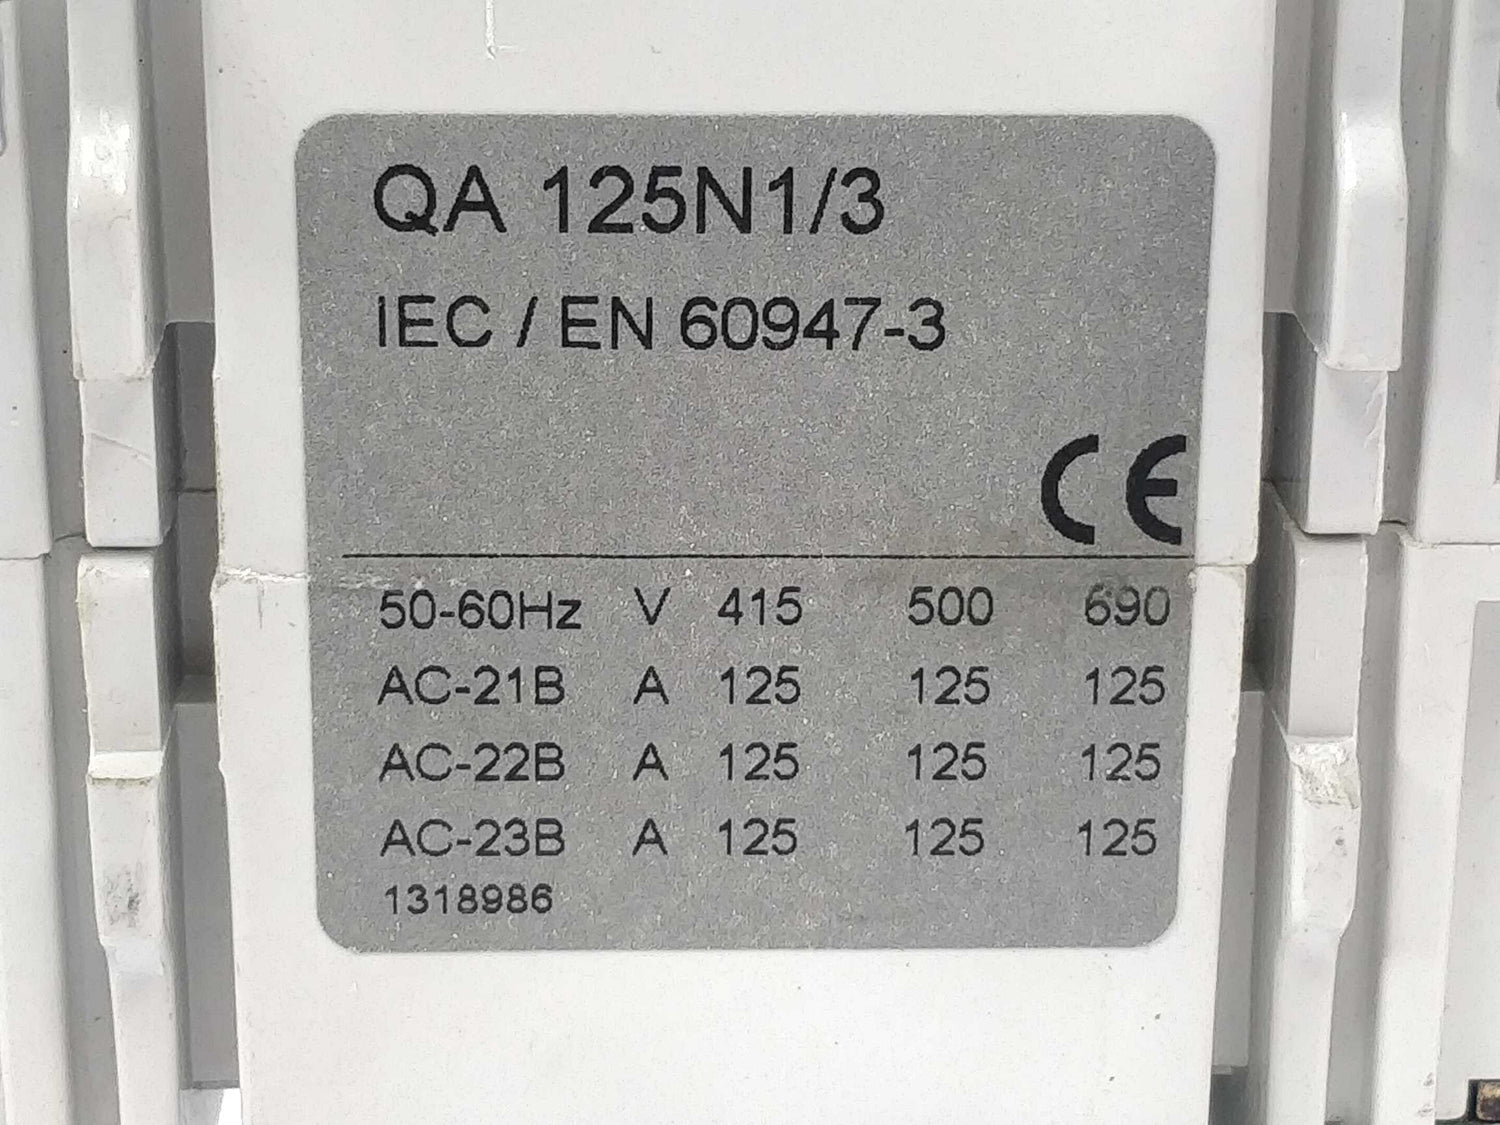 QA 125N1/3
IEC / EN 60947-3
CE
50-60Hz V 415 500 690
AC-21B A 125 125 125
AC-22B A 125 125 125
AC-23B A 125 125 125
1318986